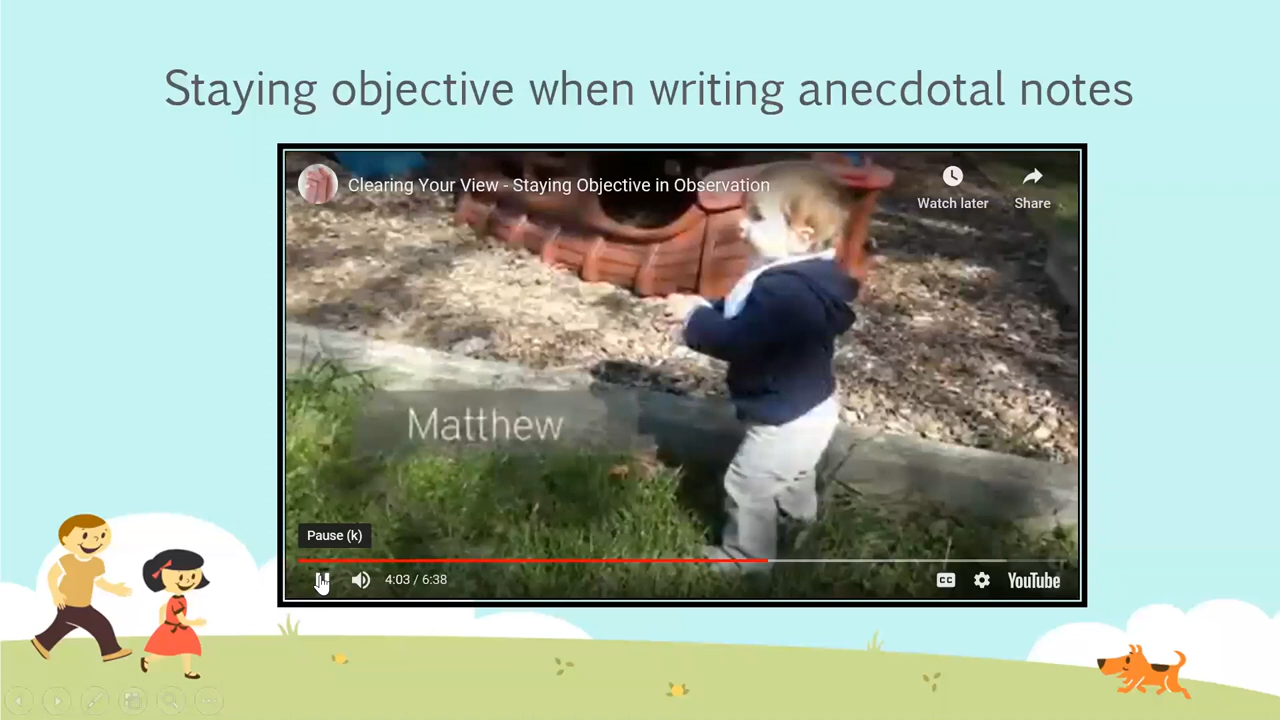 Staying objective when writing anecdotal notes
Clearing Your View - Staying Objective in Observation
Watch later
Share
Matthew
Pause (k)
4:03 / 6:38
CC
YouTube